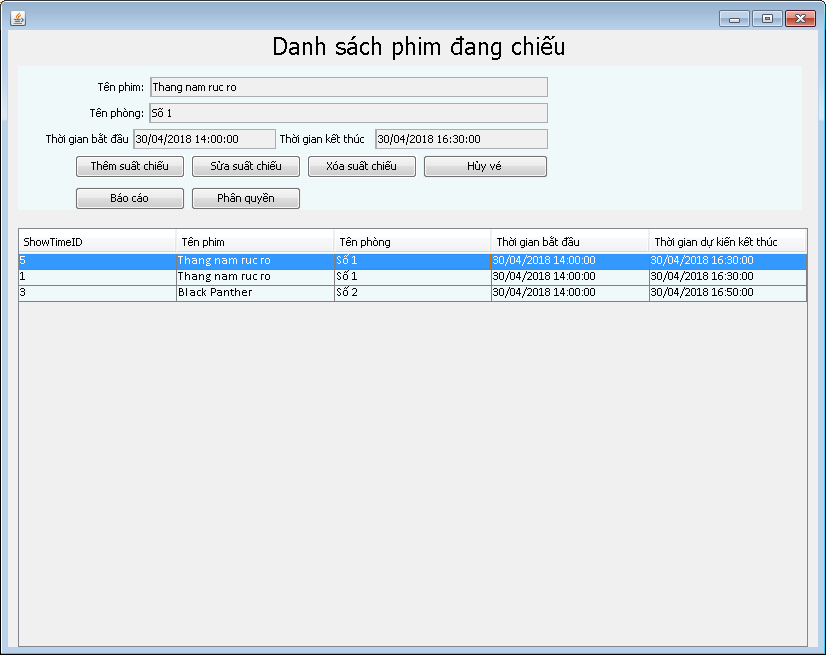 Danh sách phim đang chiếu
Tên phim: Thang nam ruc ro
Tên phòng: Số 1
Thời gian bắt đầu 30/04/2018 14:00:00 Thời gian kết thúc 30/04/2018 16:30:00
Thêm suất chiếu Sửa suất chiếu Xóa suất chiếu Hủy vé
Báo cáo Phân quyền
ShowTimeID Tên phim Tên phòng Thời gian bắt đầu Thời gian dự kiến kết thúc
5 Thang nam ruc ro Số 1 30/04/2018 14:00:00 30/04/2018 16:30:00
1 Thang nam ruc ro Số 1 30/04/2018 14:00:00 30/04/2018 16:30:00
3 Black Panther Số 2 30/04/2018 14:00:00 30/04/2018 16:50:00